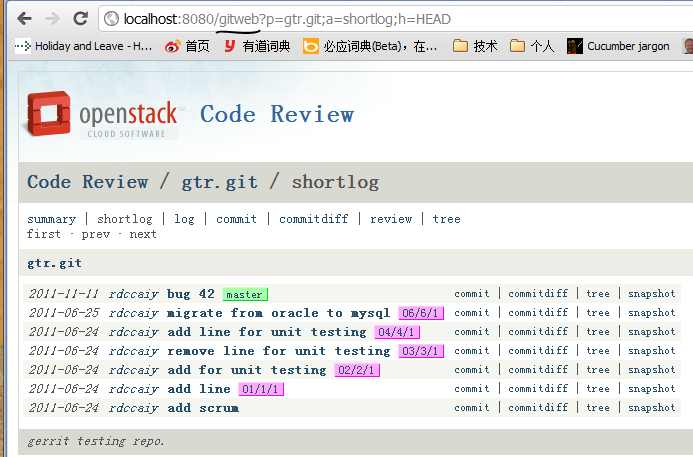 localhost:8080/gitweb?p=gtr.git;a=shortlog;h=HEAD
Holiday and Leave - H... 首页 有道词典 必应词典(Beta)，在... 技术 个人 Cucumber jargon
openstack™ Code Review
CLOUD SOFTWARE
Code Review / gtr.git / shortlog
summary | shortlog | log | commit | commitdiff | review | tree
first · prev · next
gtr.git
2011-11-11 rdccaiy bug 42 master commit | commitdiff | tree | snapshot
2011-06-25 rdccaiy migrate from oracle to mysql 06/6/1 commit | commitdiff | tree | snapshot
2011-06-24 rdccaiy add line for unit testing 04/4/1 commit | commitdiff | tree | snapshot
2011-06-24 rdccaiy remove line for unit testing 03/3/1 commit | commitdiff | tree | snapshot
2011-06-24 rdccaiy add for unit testing 02/2/1 commit | commitdiff | tree | snapshot
2011-06-24 rdccaiy add line 01/1/1 commit | commitdiff | tree | snapshot
2011-06-24 rdccaiy add scrum commit | commitdiff | tree | snapshot
gerrit testing repo.